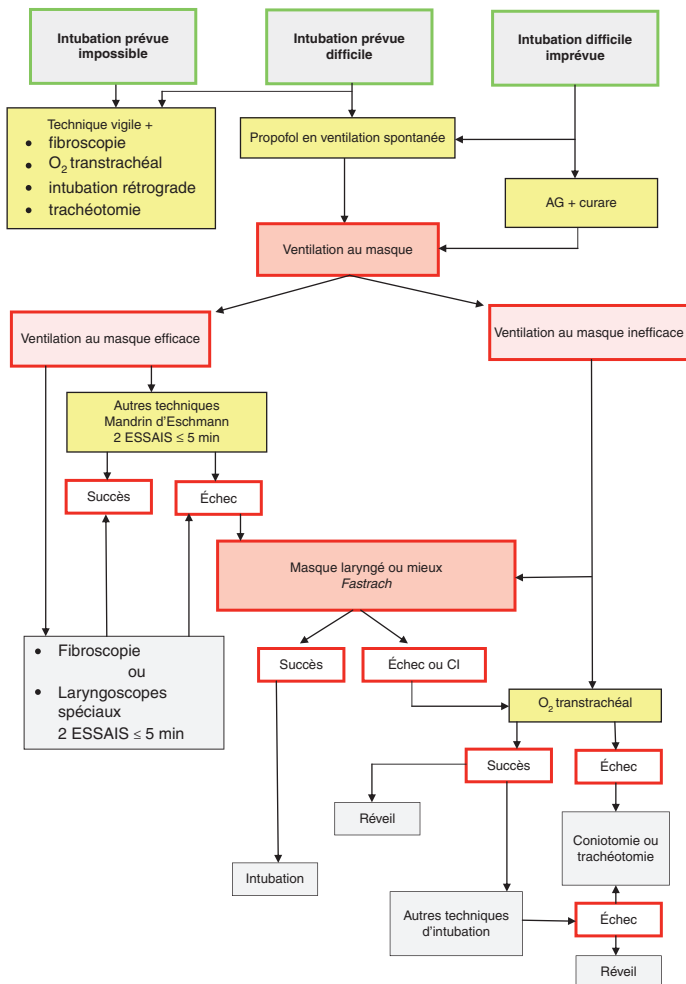 Intubation prévue
impossible
Intubation prévue
difficile
Intubation difficile
imprévue
Technique vigile +
• fibroscopie
• O2 transtrachéal
• intubation rétrograde
• trachéotomie
Propofol en ventilation spontanée
AG + curare
Ventilation au masque
Ventilation au masque efficace
Ventilation au masque inefficace
Autres techniques
Mandrin d'Eschmann
2 ESSAIS ≤ 5 min
Succès
Échec
Masque laryngé ou mieux
Fastrach
• Fibroscopie
ou
• Laryngoscopes
spéciaux
2 ESSAIS ≤ 5 min
Succès
Échec ou CI
O2 transtrachéal
Succès
Échec
Réveil
Coniotomie ou
trachéotomie
Intubation
Autres techniques
d'intubation
Échec
Réveil